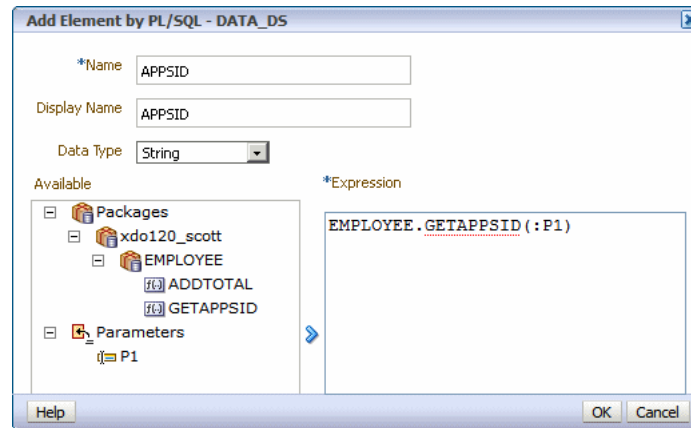 Add Element by PL/SQL - DATA_DS
*Name APPSID
Display Name APPSID
Data Type String
Available
*Expression
Packages
xdo120_scott
EMPLOYEE
f() ADDTOTAL
f() GETAPPSID
Parameters
P1
EMPLOYEE.GETAPPSID(:P1)
Help OK Cancel